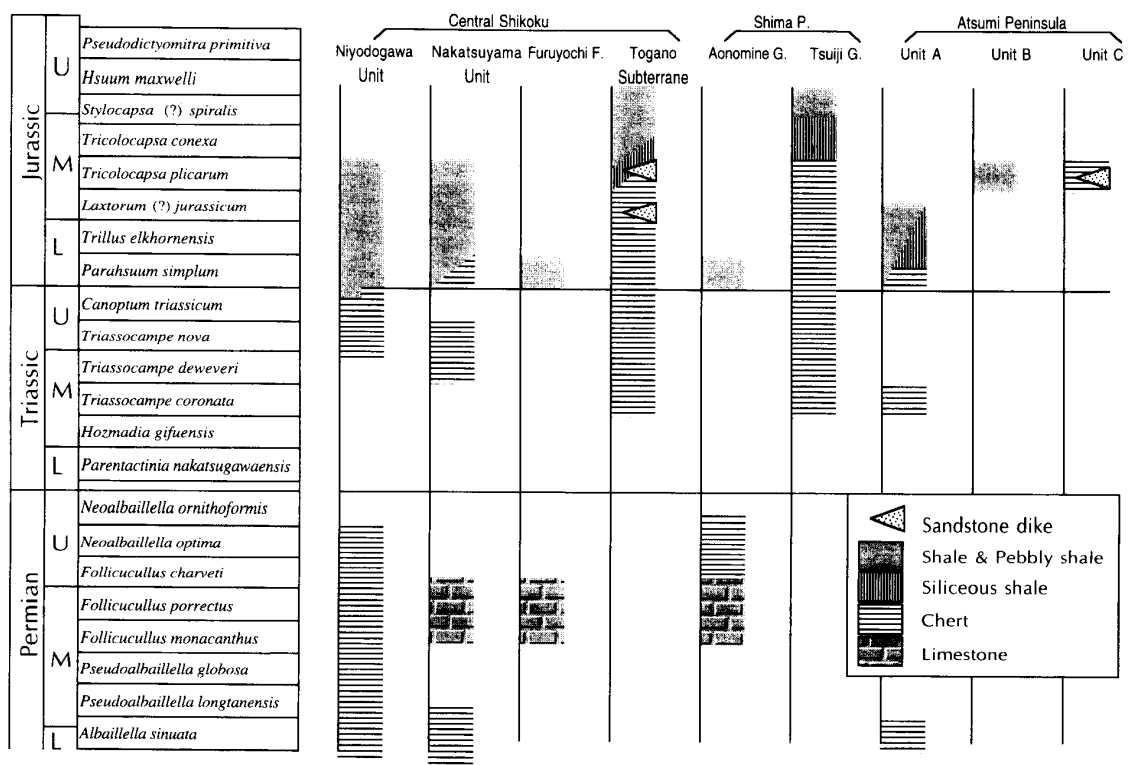 Central Shikoku
Shima P.
Atsumi Peninsula
Niyodogawa Unit
Nakatsuyama Unit
Furuyochi F.
Togano Subterrane
Aonomine G.
Tsuiji G.
Unit A
Unit B
Unit C
Jurassic
U
Pseudodictyomitra primitiva
Hsuum maxwelli
Stylocapsa (?) spiralis
M
Tricolocapsa conexa
Tricolocapsa plicarum
Laxtorum (?) jurassicum
L
Trillus elkhornensis
Parahsuum simplum
Triassic
U
Canoptum triassicum
Triassocampe nova
M
Triassocampe deweveri
Triassocampe coronata
Hozmadia gifuensis
L
Parentactinia nakatsugawaensis
Permian
U
Neoalbaillella ornithoformis
Neoalbaillella optima
Follicucullus charveti
M
Follicucullus porrectus
Follicucullus monacanthus
Pseudoalbaillella globosa
Pseudoalbaillella longtanensis
L
Albaillella sinuata
Sandstone dike
Shale & Pebbly shale
Siliceous shale
Chert
Limestone